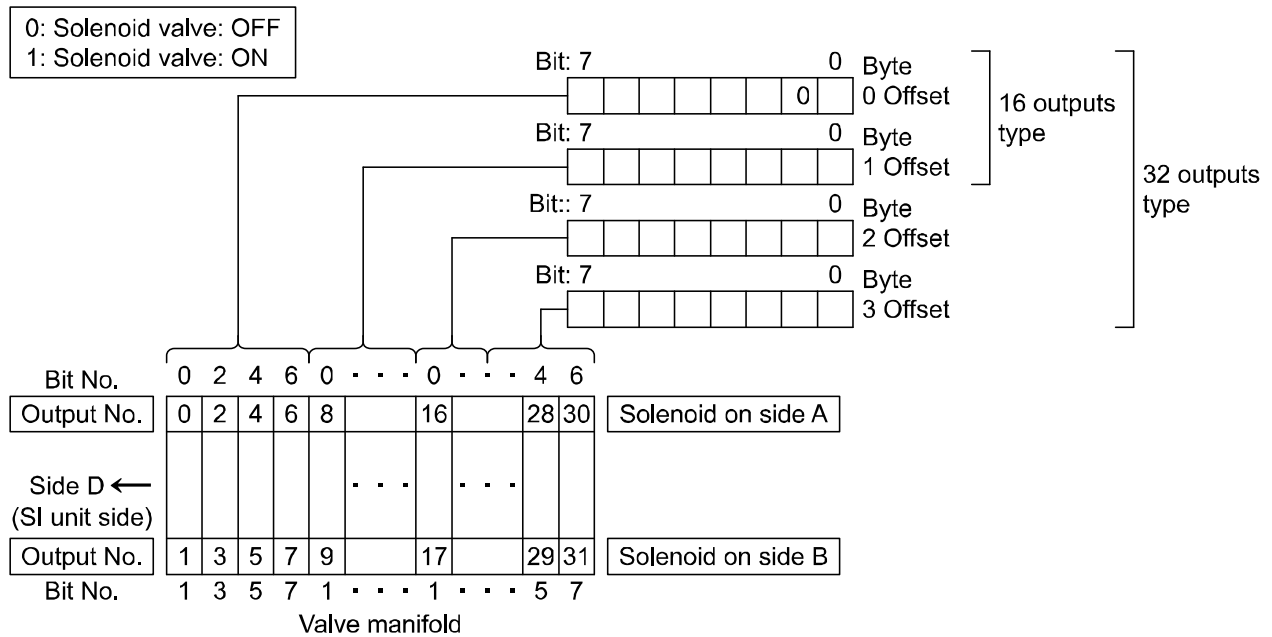 0: Solenoid valve: OFF
1: Solenoid valve: ON
Bit: 7 0 Byte
0 0 Offset
Bit: 7 0 Byte
1 Offset
16 outputs
type
Bit:: 7 0 Byte
2 Offset
32 outputs
type
Bit: 7 0 Byte
3 Offset
Bit No. 0 2 4 6 0 · · · 0 · · · 4 6
Output No. 0 2 4 6 8 16 28 30 Solenoid on side A
Side D ← · · · · · ·
(SI unit side)
Output No. 1 3 5 7 9 17 29 31 Solenoid on side B
Bit No. 1 3 5 7 1 · · · 1 · · · 5 7
Valve manifold